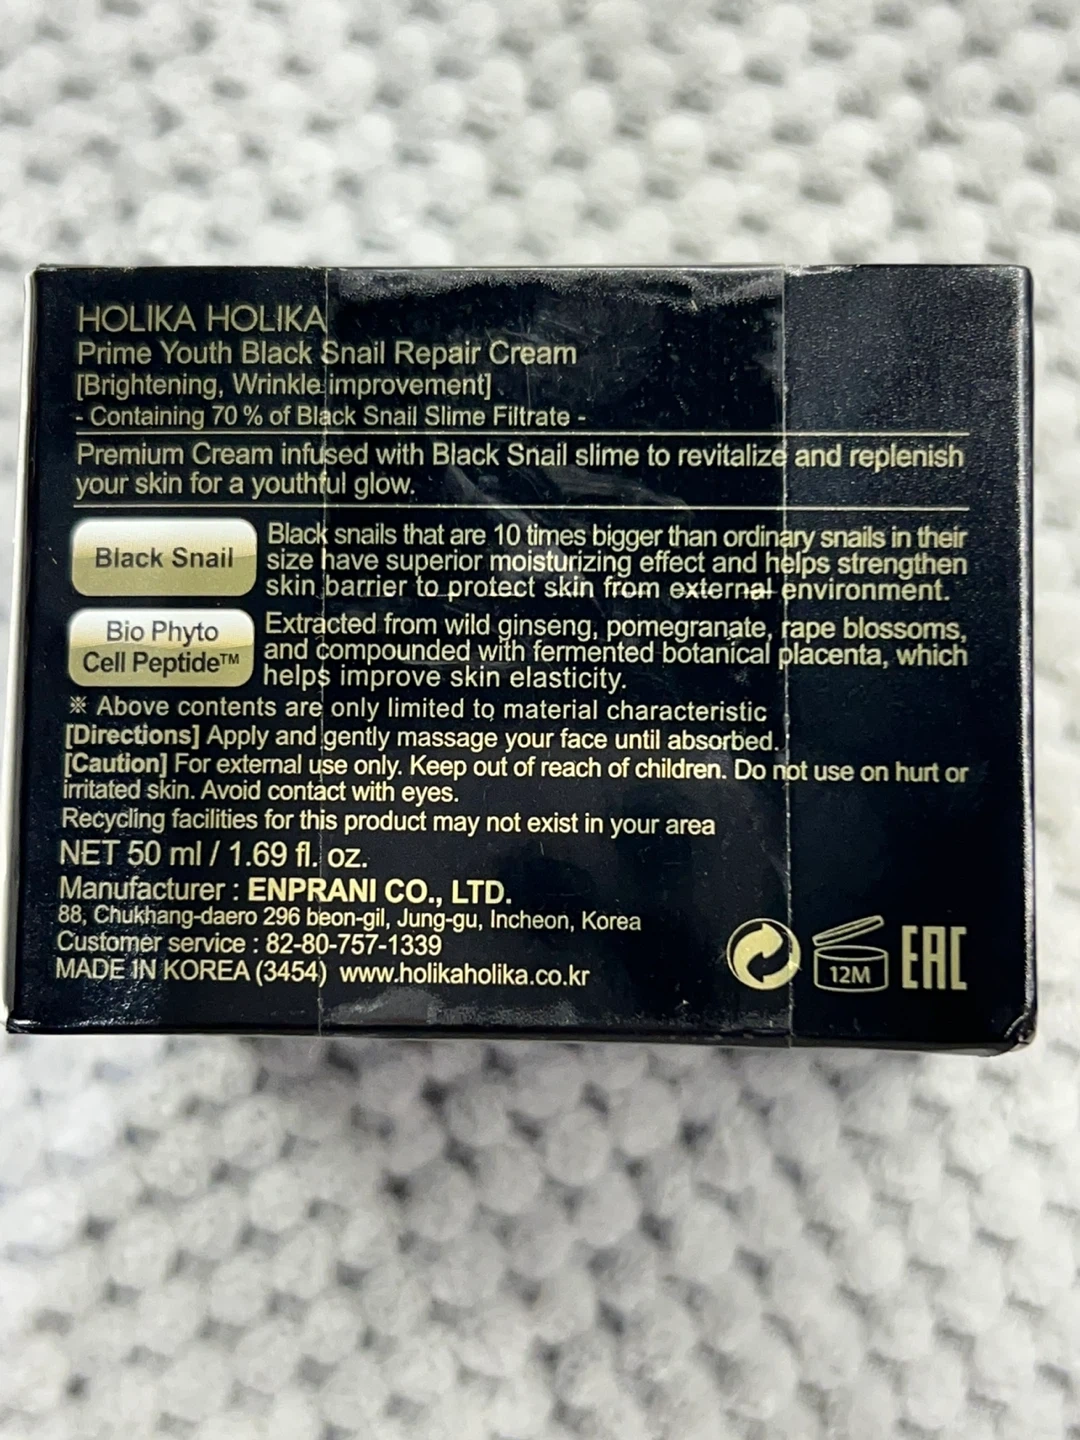 HOLIKA HOLIKA
Prime Youth Black Snail Repair Cream
[Brightening, Wrinkle improvement]
- Containing 70 % of Black Snail Slime Filtrate -
Premium Cream infused with Black Snail slime to revitalize and replenish
your skin for a youthful glow.
Black Snail
Black snails that are 10 times bigger than ordinary snails in their
size have superior moisturizing effect and helps strengthen
skin barrier to protect skin from external environment.
Bio Phyto
Cell Peptide™
Extracted from wild ginseng, pomegranate, rape blossoms,
and compounded with fermented botanical placenta, which
helps improve skin elasticity.
※ Above contents are only limited to material characteristic
[Directions] Apply and gently massage your face until absorbed.
[Caution] For external use only. Keep out of reach of children. Do not use on hurt or
irritated skin. Avoid contact with eyes.
Recycling facilities for this product may not exist in your area
NET 50 ml / 1.69 fl. oz.
Manufacturer : ENPRANI CO., LTD.
88, Chukhang-daero 296 beon-gil, Jung-gu, Incheon, Korea
Customer service : 82-80-757-1339
MADE IN KOREA (3454) www.holikaholika.co.kr
12M
EAC